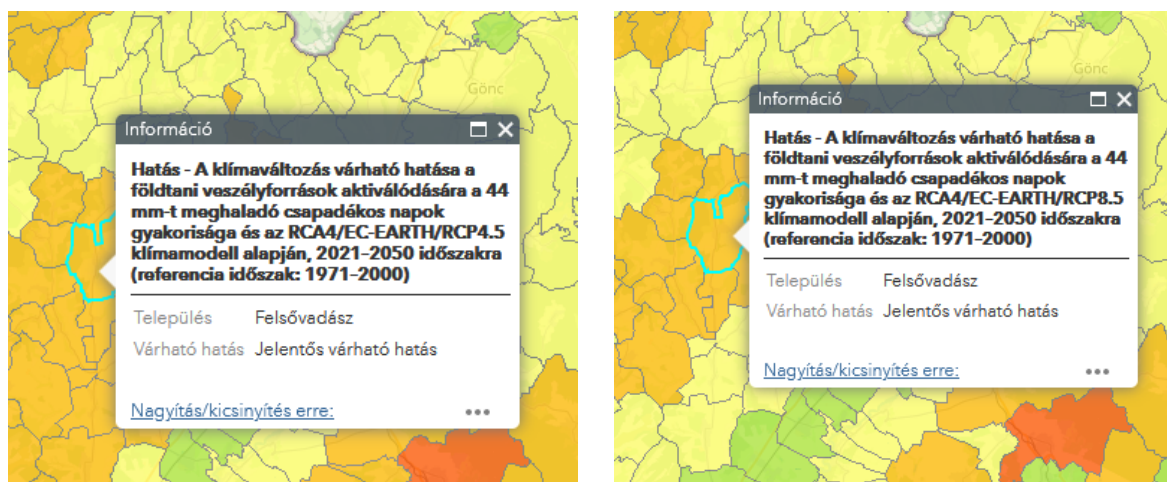 Gönc
Információ
Hatás - A klímaváltozás várható hatása a
földtani veszélyforrások aktiválódására a 44
mm-t meghaladó csapadékos napok
gyakorisága és az RCA4/EC-EARTH/RCP4.5
klímamodell alapján, 2021-2050 időszakra
(referencia időszak: 1971-2000)
Település Felsővadász
Várható hatás Jelentős várható hatás
Nagyítás/kicsinyítés erre:
Gönc
Információ
Hatás - A klímaváltozás várható hatása a
földtani veszélyforrások aktiválódására a 44
mm-t meghaladó csapadékos napok
gyakorisága és az RCA4/EC-EARTH/RCP8.5
klímamodell alapján, 2021-2050 időszakra
(referencia időszak: 1971-2000)
Település Felsővadász
Várható hatás Jelentős várható hatás
Nagyítás/kicsinyítés erre: